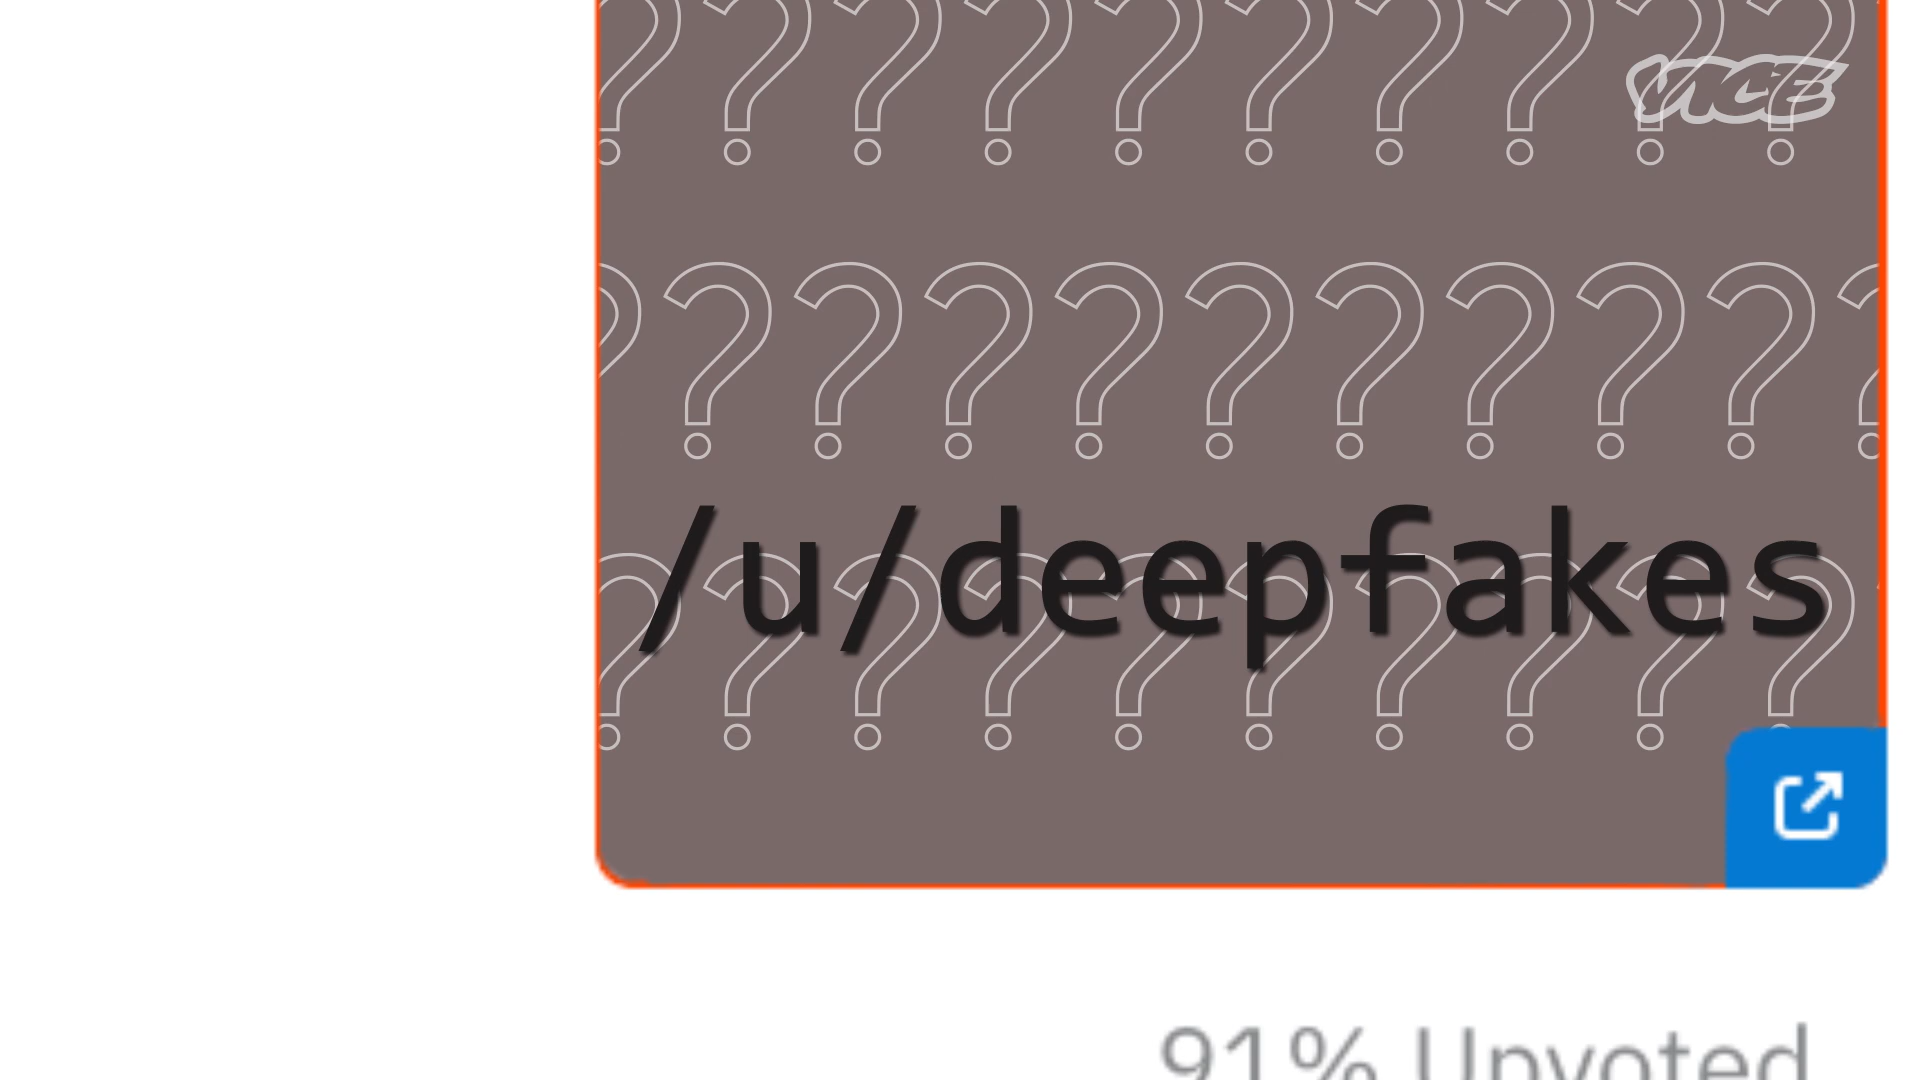 VICE
? ? ? ? ? ? ? ? ? ?
? ? ? ? ? ? ? ? ? ? ?
/u/deepfakes
? ? ? ? ? ? ? ? ? ?
91% Upvoted